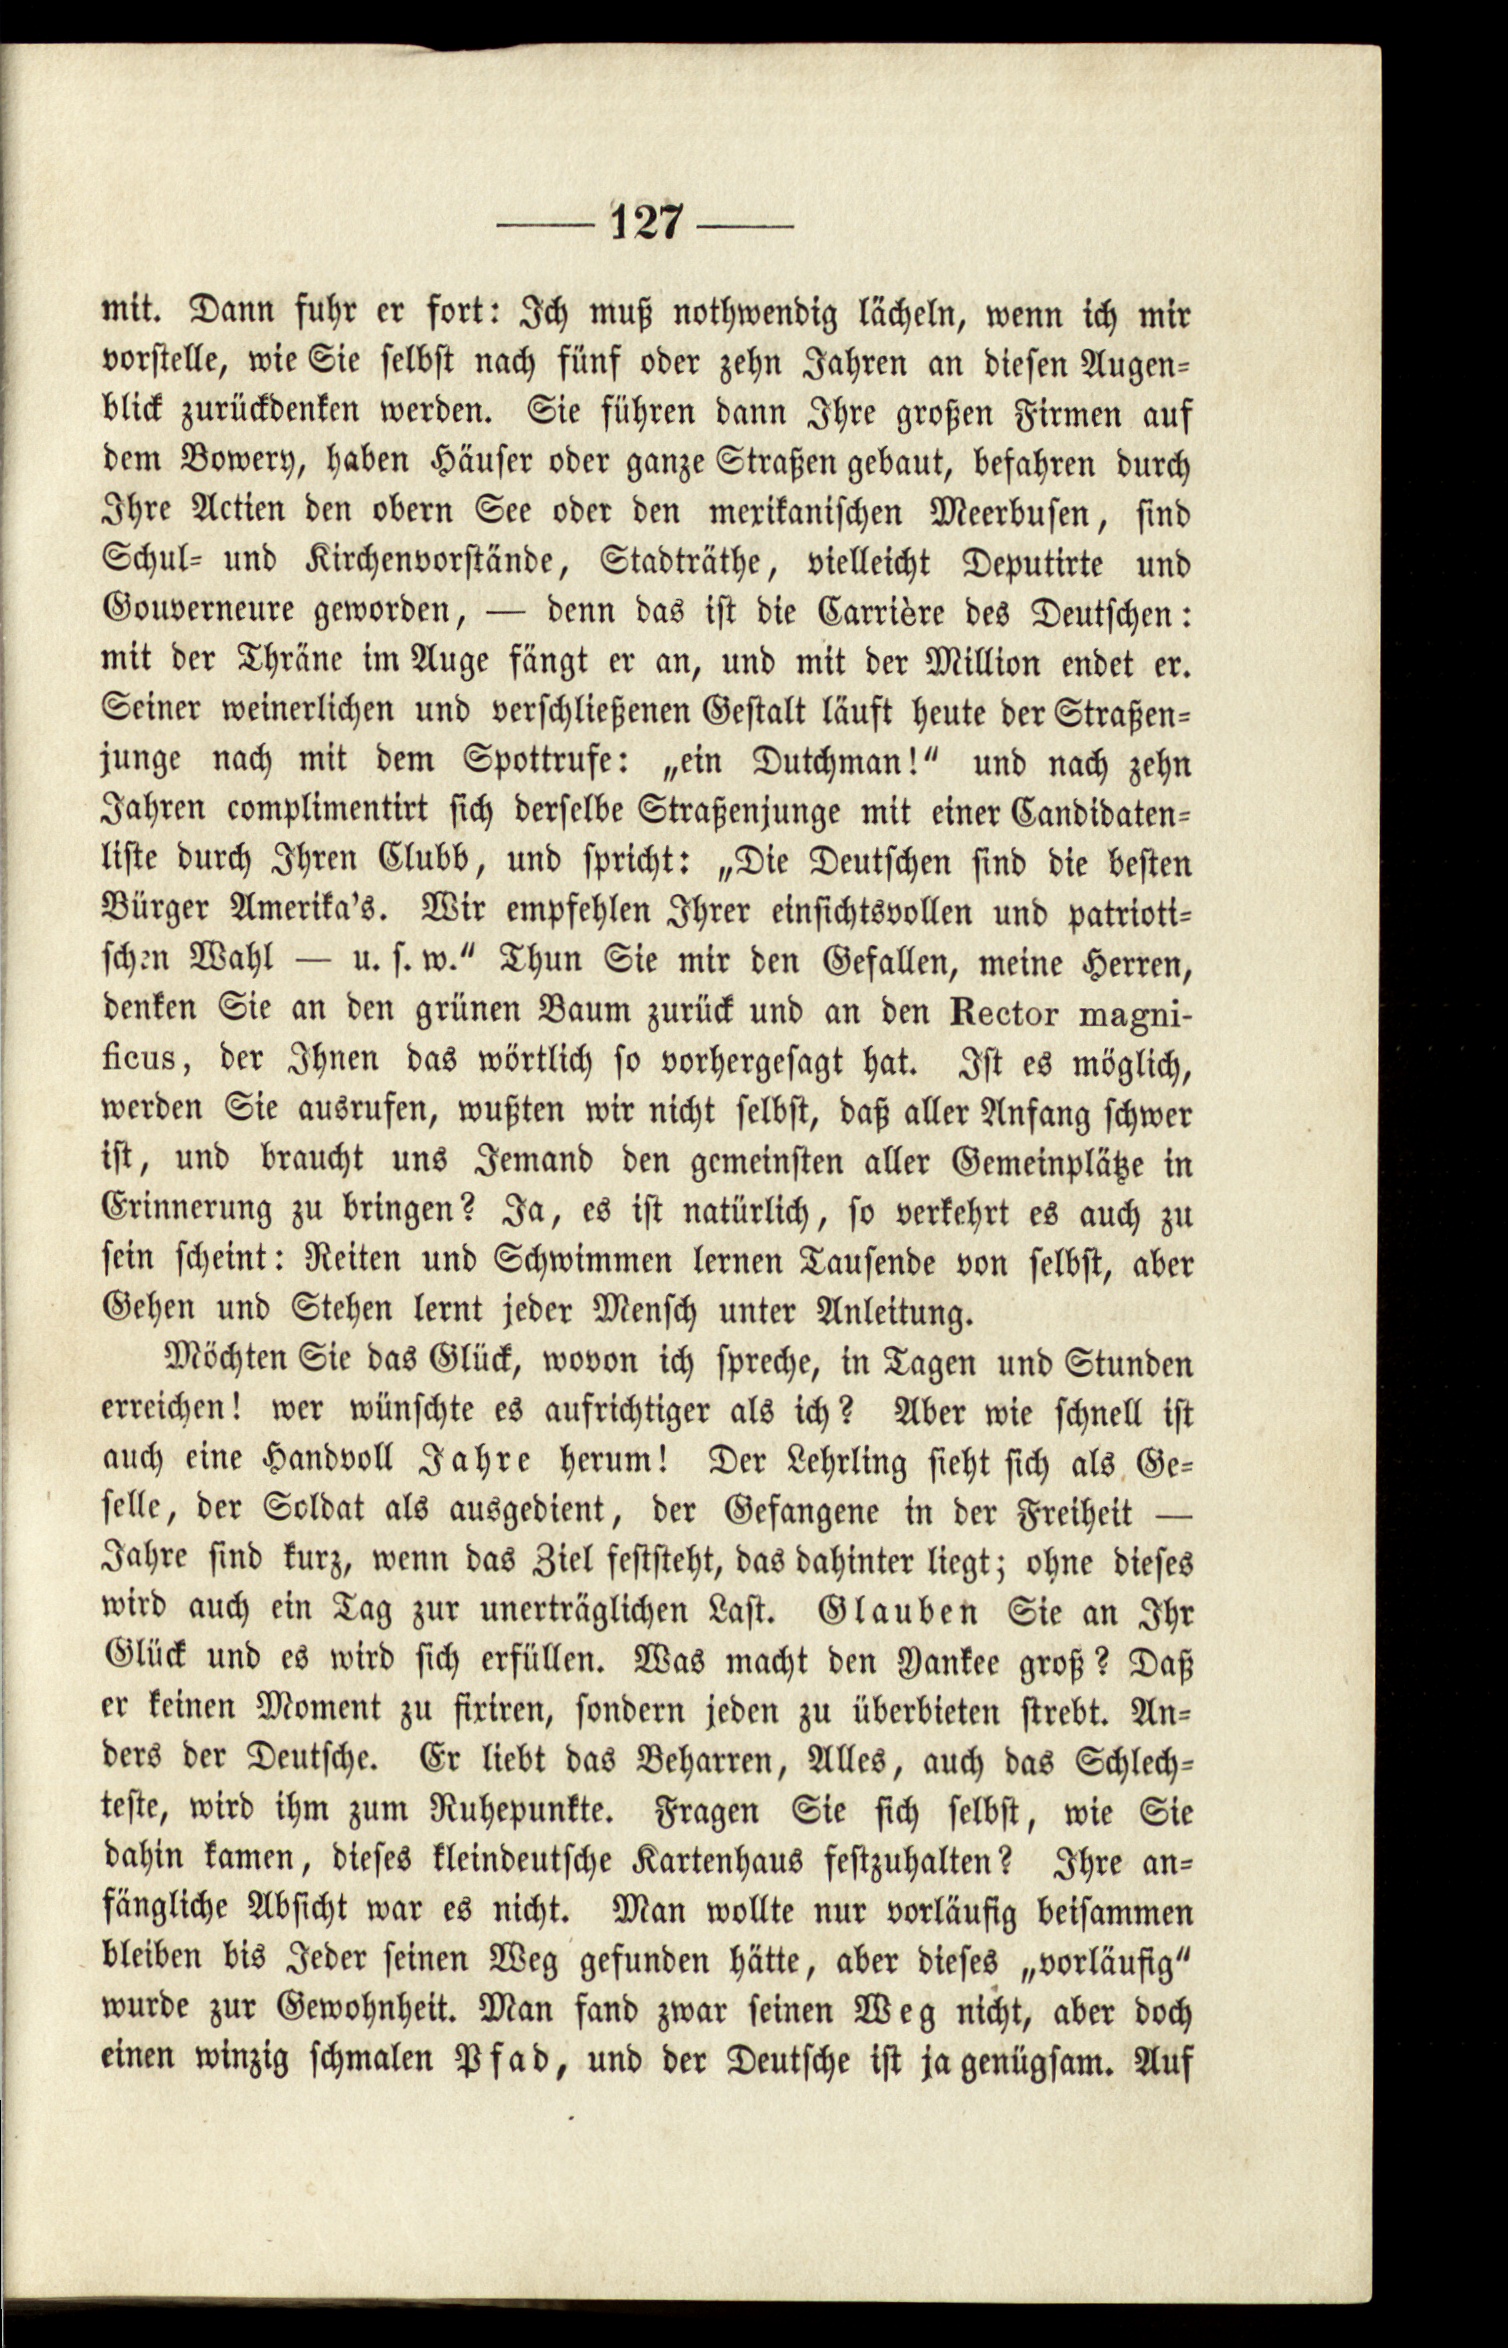 127
mit. Dann fuhr er fort: Ich muß nothwendig lächeln, wenn ich mir
vorstelle, wie Sie selbst nach fünf oder zehn Jahren an diesen Augen-
blick zurückdenken werden. Sie führen dann Ihre großen Firmen auf
dem Bowery, haben Häuser oder ganze Straßen gebaut, befahren durch
Ihre Actien den obern See oder den mexikanischen Meerbusen, sind
Schul- und Kirchenvorstände, Stadträthe, vielleicht Deputirte und
Gouverneure geworden, — denn das ist die Carrière des Deutschen:
mit der Thräne im Auge fängt er an, und mit der Million endet er.
Seiner weinerlichen und verschließenen Gestalt läuft heute der Straßen-
junge nach mit dem Spottrufe: „ein Dutchman!“ und nach zehn
Jahren complimentirt sich derselbe Straßenjunge mit einer Candidaten-
liste durch Ihren Clubb, und spricht: „Die Deutschen sind die besten
Bürger Amerika's. Wir empfehlen Ihrer einsichtsvollen und patrioti-
schen Wahl — u. s. w.“ Thun Sie mir den Gefallen, meine Herren,
denken Sie an den grünen Baum zurück und an den Rector magni-
ficus, der Ihnen das wörtlich so vorhergesagt hat. Ist es möglich,
werden Sie ausrufen, wußten wir nicht selbst, daß aller Anfang schwer
ist, und braucht uns Jemand den gemeinsten aller Gemeinplätze in
Erinnerung zu bringen? Ja, es ist natürlich, so verkehrt es auch zu
sein scheint: Reiten und Schwimmen lernen Tausende von selbst, aber
Gehen und Stehen lernt jeder Mensch unter Anleitung.
Möchten Sie das Glück, wovon ich spreche, in Tagen und Stunden
erreichen! wer wünschte es aufrichtiger als ich? Aber wie schnell ist
auch eine Handvoll Jahre herum! Der Lehrling sieht sich als Ge-
selle, der Soldat als ausgedient, der Gefangene in der Freiheit —
Jahre sind kurz, wenn das Ziel feststeht, das dahinter liegt; ohne dieses
wird auch ein Tag zur unerträglichen Last. Glauben Sie an Ihr
Glück und es wird sich erfüllen. Was macht den Yankee groß? Daß
er keinen Moment zu fixiren, sondern jeden zu überbieten strebt. An-
ders der Deutsche. Er liebt das Beharren, Alles, auch das Schlech-
teste, wird ihm zum Ruhepunkte. Fragen Sie sich selbst, wie Sie
dahin kamen, dieses kleindeutsche Kartenhaus festzuhalten? Ihre an-
fängliche Absicht war es nicht. Man wollte nur vorläufig beisammen
bleiben bis Jeder seinen Weg gefunden hätte, aber dieses „vorläufig“
wurde zur Gewohnheit. Man fand zwar seinen Weg nicht, aber doch
einen winzig schmalen Pfad, und der Deutsche ist ja genügsam. Auf